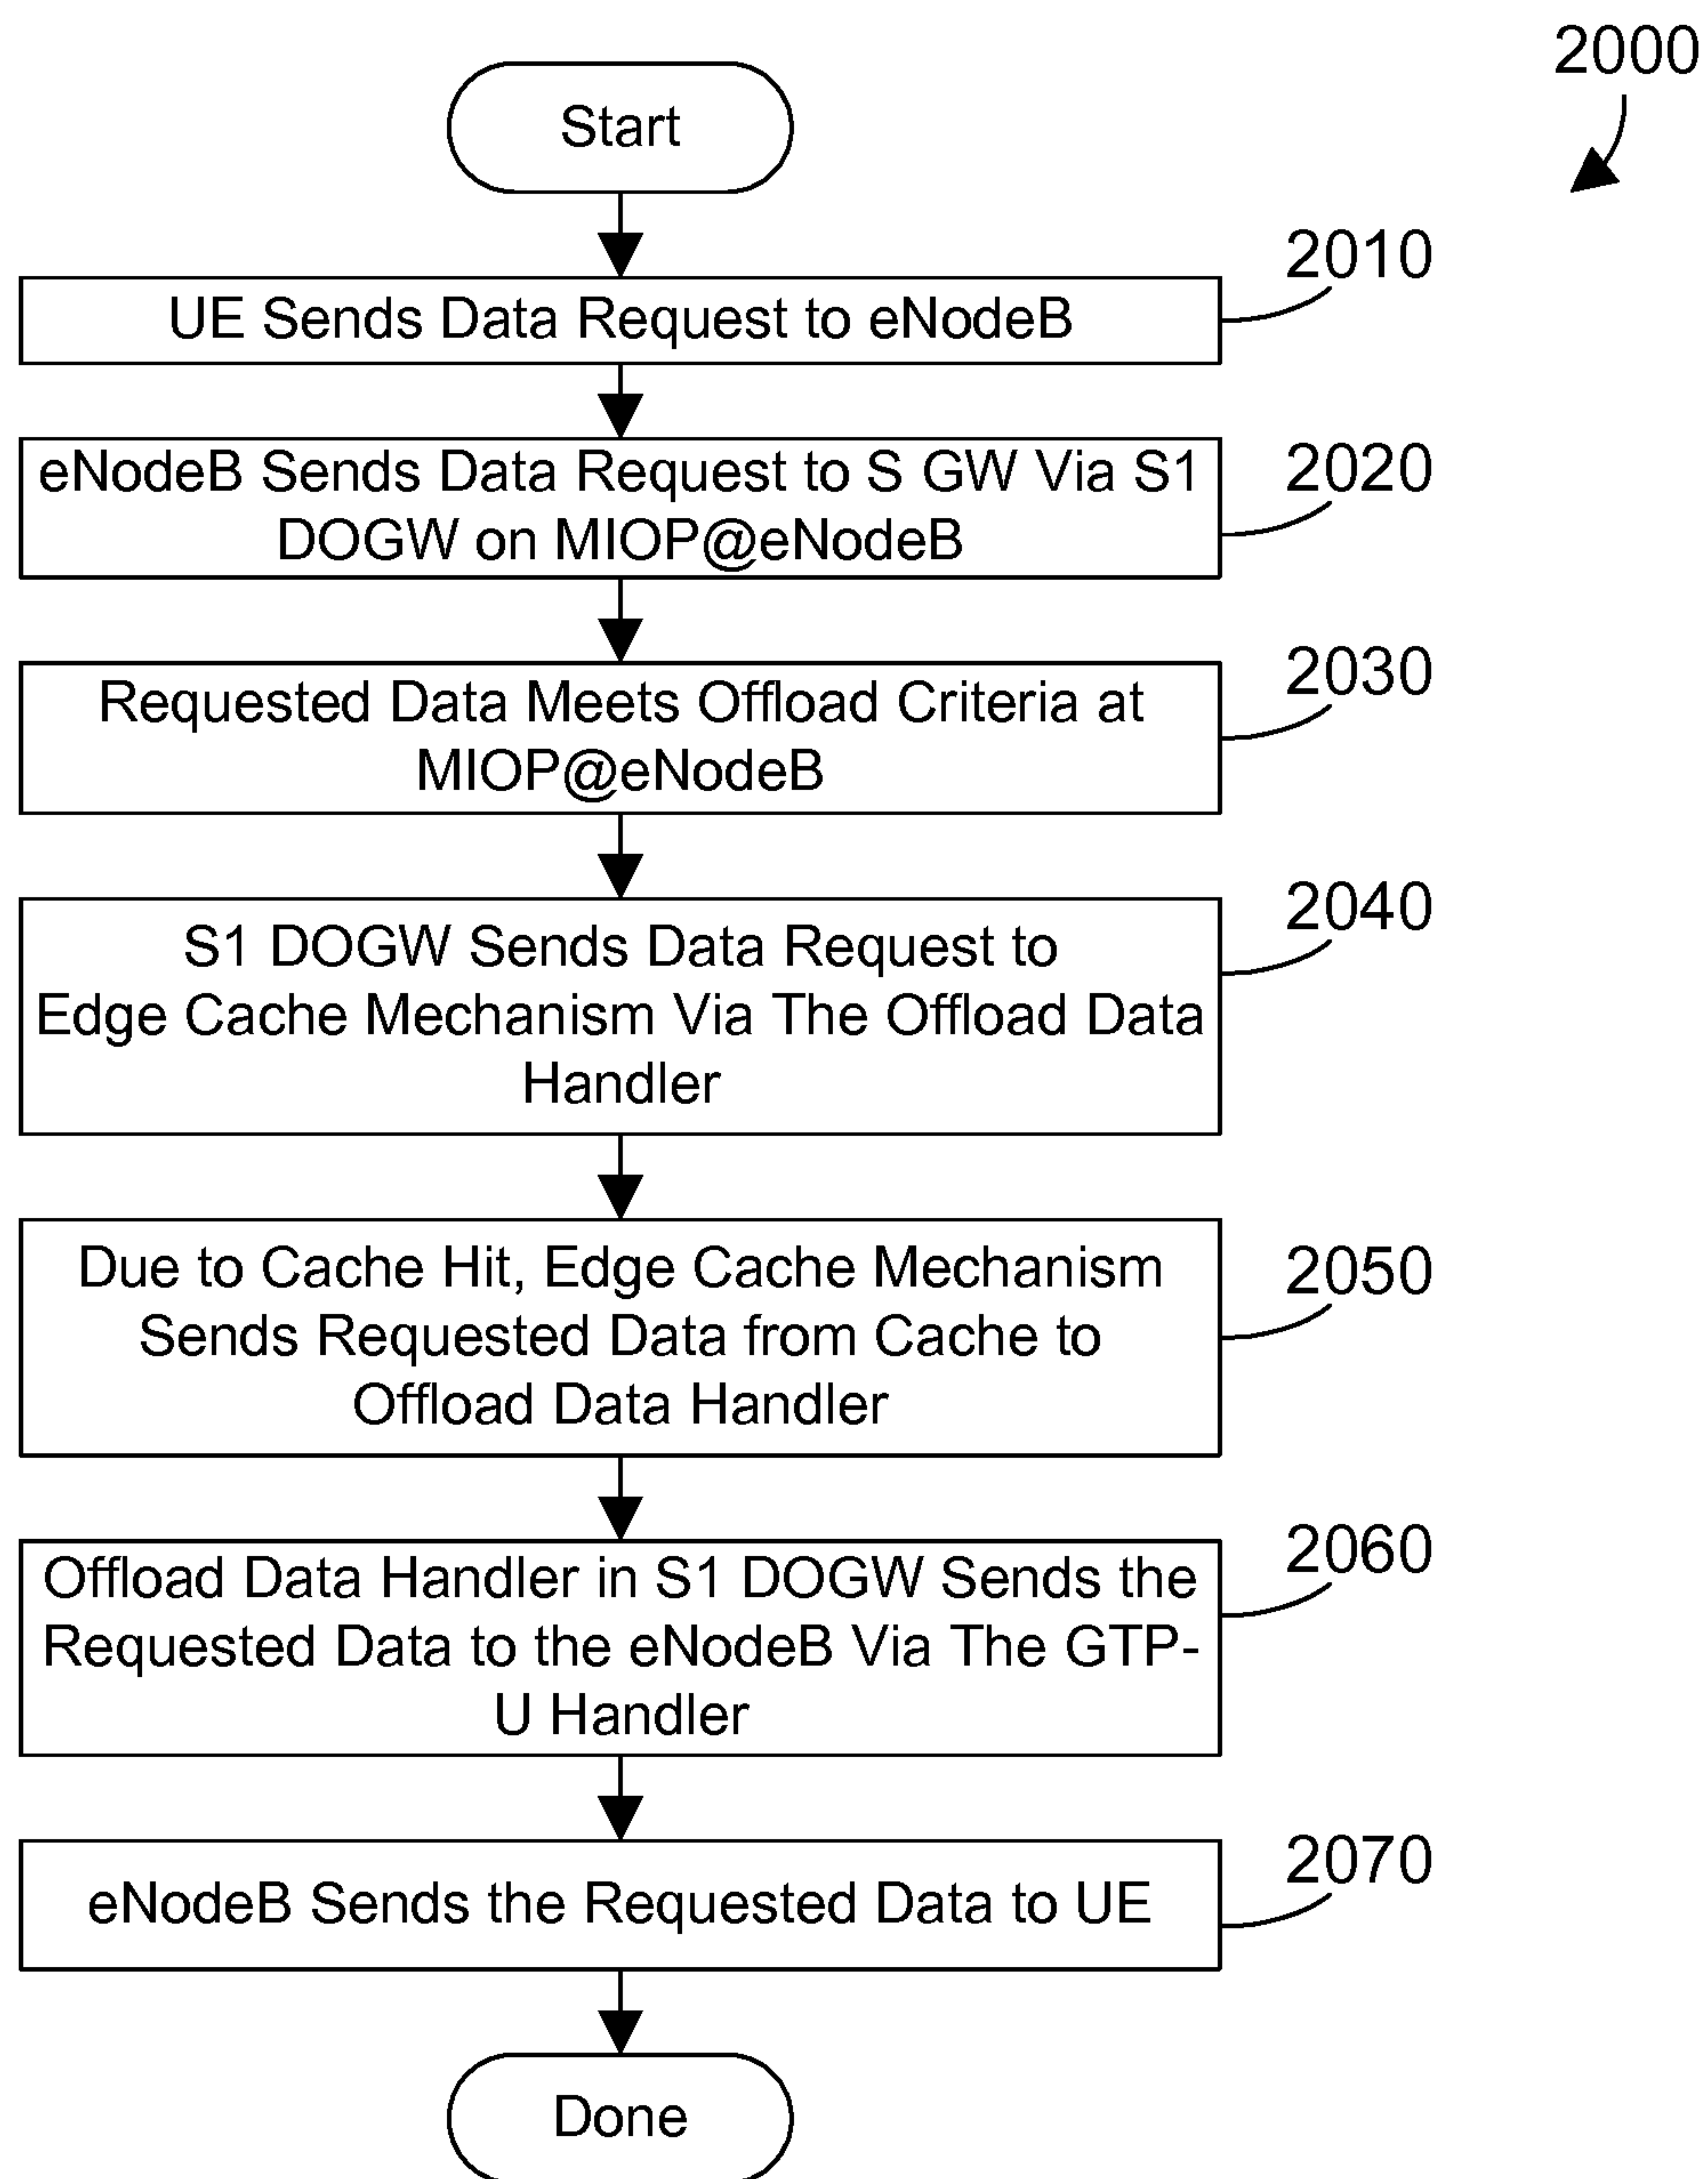 2000
Start
2010
UE Sends Data Request to eNodeB
2020
eNodeB Sends Data Request to S GW Via S1
DOGW on MIOP@eNodeB
2030
Requested Data Meets Offload Criteria at
MIOP@eNodeB
2040
S1 DOGW Sends Data Request to
Edge Cache Mechanism Via The Offload Data
Handler
2050
Due to Cache Hit, Edge Cache Mechanism
Sends Requested Data from Cache to
Offload Data Handler
2060
Offload Data Handler in S1 DOGW Sends the
Requested Data to the eNodeB Via The GTP-
U Handler
2070
eNodeB Sends the Requested Data to UE
Done